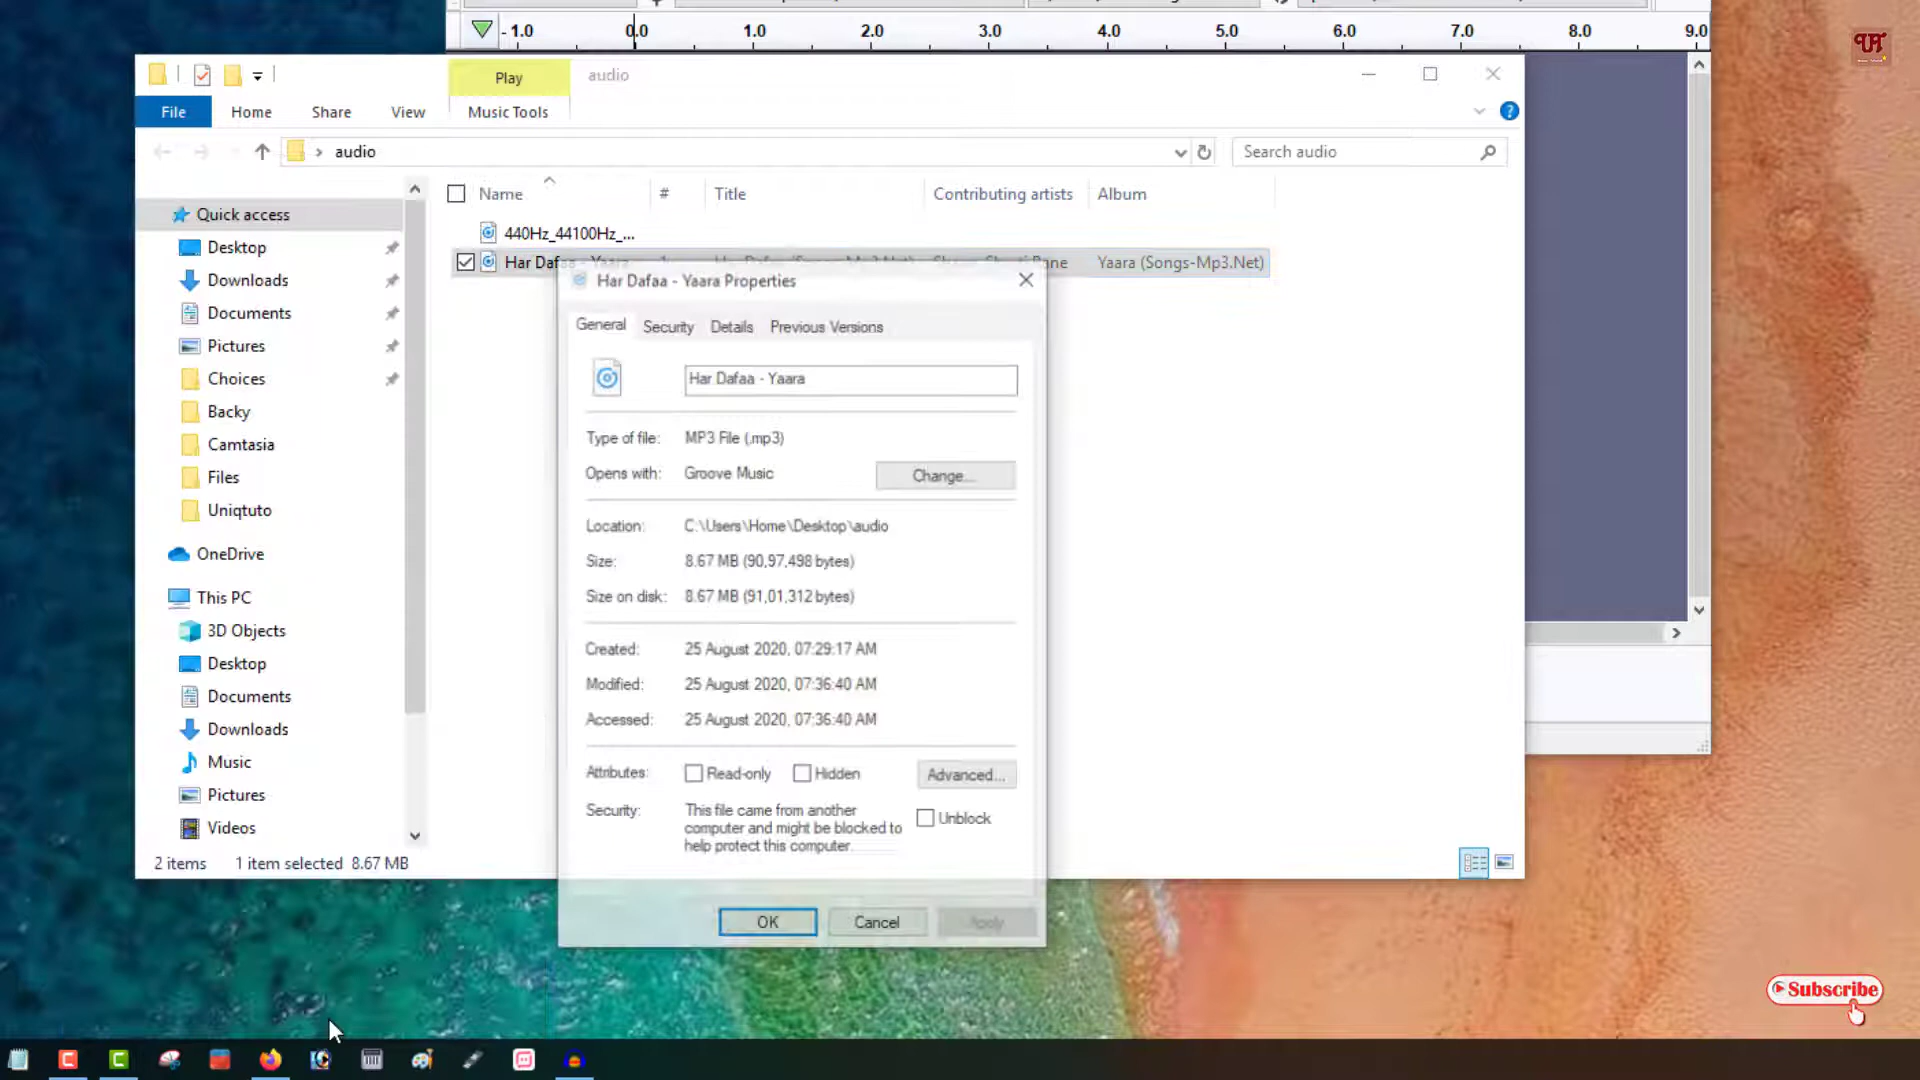 - 1.0 0.0 1.0 2.0 3.0 4.0 5.0 6.0 7.0 8.0 9.0
Play audio
File Home Share View Music Tools
audio Search audio
Name # Title Contributing artists Album
440Hz_44100Hz_...
Har Dafaa - Yaara Yaara (Songs-Mp3.Net)
Quick access
Desktop
Downloads
Documents
Pictures
Choices
Backy
Camtasia
Files
Uniqtuto
OneDrive
This PC
3D Objects
Desktop
Documents
Downloads
Music
Pictures
Videos
2 items 1 item selected 8.67 MB
Har Dafaa - Yaara Properties
General Security Details Previous Versions
Har Dafaa - Yaara
Type of file: MP3 File (.mp3)
Opens with: Groove Music Change...
Location: C:\Users\Home\Desktop\audio
Size: 8.67 MB (90,97,498 bytes)
Size on disk: 8.67 MB (91,01,312 bytes)
Created: 25 August 2020, 07:29:17 AM
Modified: 25 August 2020, 07:36:40 AM
Accessed: 25 August 2020, 07:36:40 AM
Attributes: Read-only Hidden Advanced...
Security: This file came from another
computer and might be blocked to
help protect this computer.
Unblock
OK Cancel Apply
Subscribe